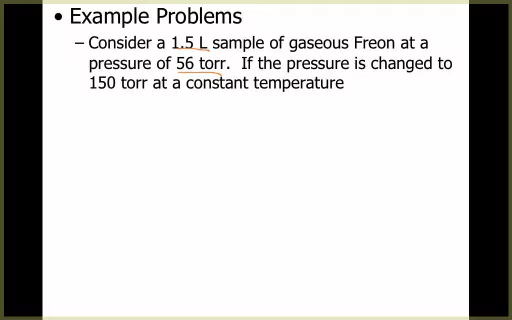 • Example Problems
– Consider a 1.5 L sample of gaseous Freon at a
pressure of 56 torr. If the pressure is changed to
150 torr at a constant temperature